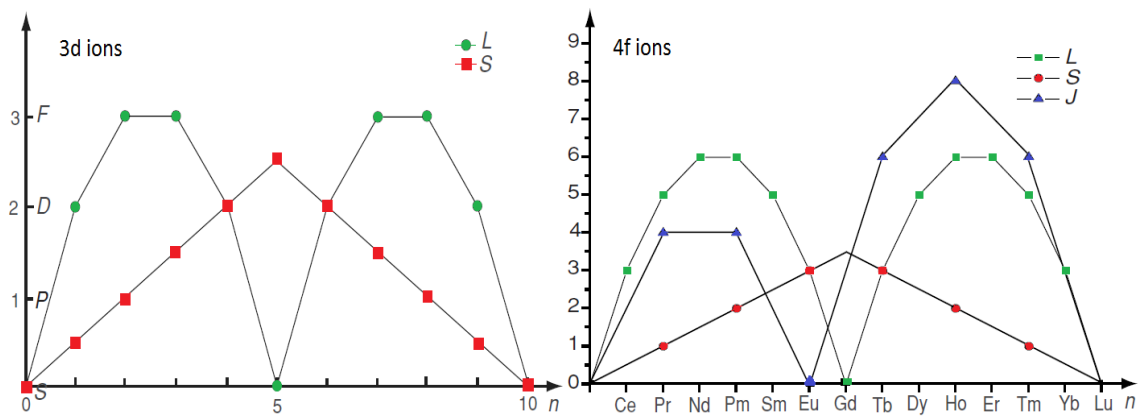 3d ions
L
S
3
F
2
D
1
P
S
0
5
10
n
4f ions
L
S
J
9
8
7
6
5
4
3
2
1
0
Ce Pr Nd Pm Sm Eu Gd Tb Dy Ho Er Tm Yb Lu n